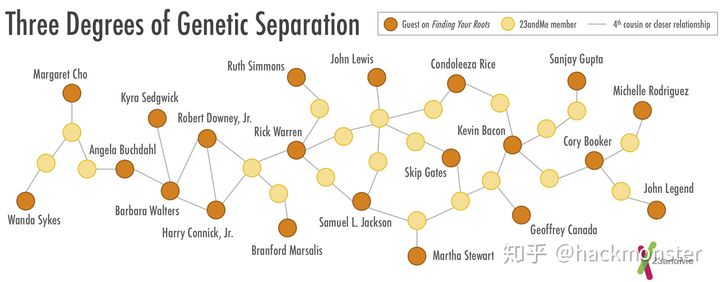 Three Degrees of Genetic Separation
Guest on Finding Your Roots
23andMe member
4th cousin or closer relationship
Margaret Cho
Kyra Sedgwick
Ruth Simmons
John Lewis
Condoleeza Rice
Sanjay Gupta
Michelle Rodriguez
Robert Downey, Jr.
Rick Warren
Kevin Bacon
Cory Booker
Angela Buchdahl
Skip Gates
John Legend
Wanda Sykes
Barbara Walters
Harry Connick, Jr.
Samuel L. Jackson
Geoffrey Canada
Branford Marsalis
Martha Stewart
知乎 @hackmonster
23andMe